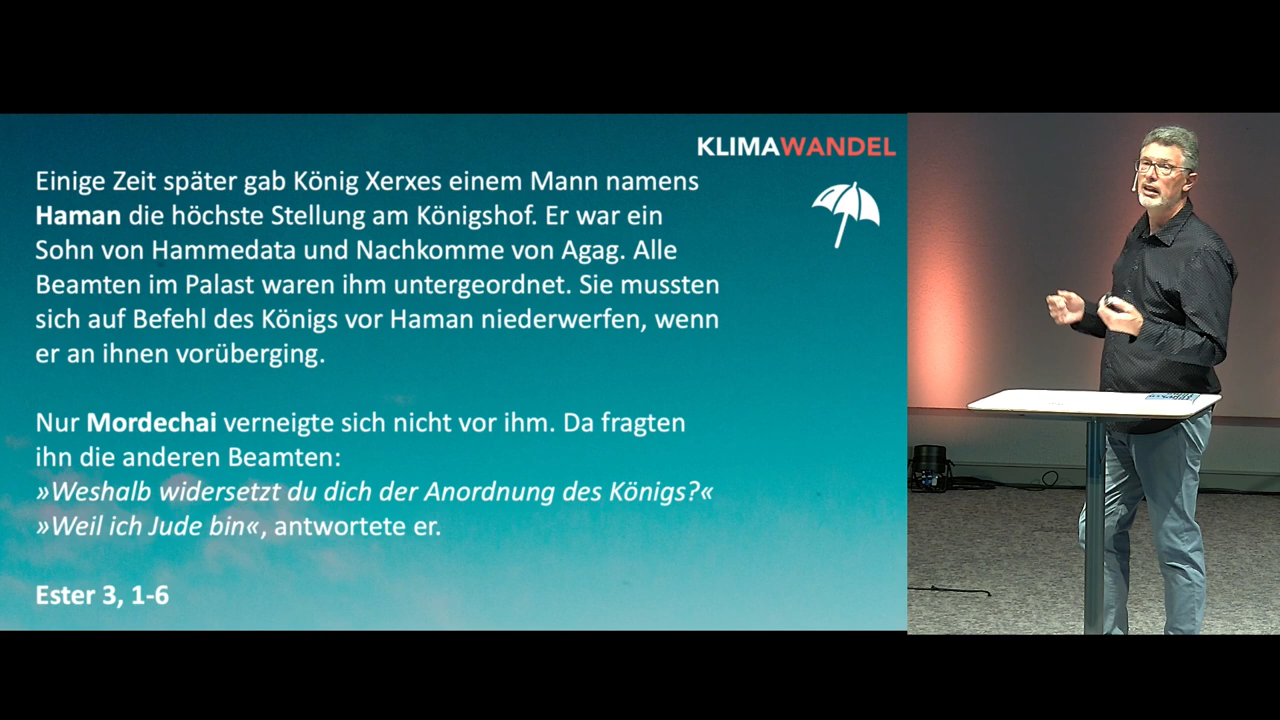 KLIMAWANDEL
Einige Zeit später gab König Xerxes einem Mann namens
Haman die höchste Stellung am Königshof. Er war ein
Sohn von Hammedata und Nachkomme von Agag. Alle
Beamten im Palast waren ihm untergeordnet. Sie mussten
sich auf Befehl des Königs vor Haman niederwerfen, wenn
er an ihnen vorüberging.
Nur Mordechai verneigte sich nicht vor ihm. Da fragten
ihn die anderen Beamten:
»Weshalb widersetzt du dich der Anordnung des Königs?«
»Weil ich Jude bin«, antwortete er.
Ester 3, 1-6